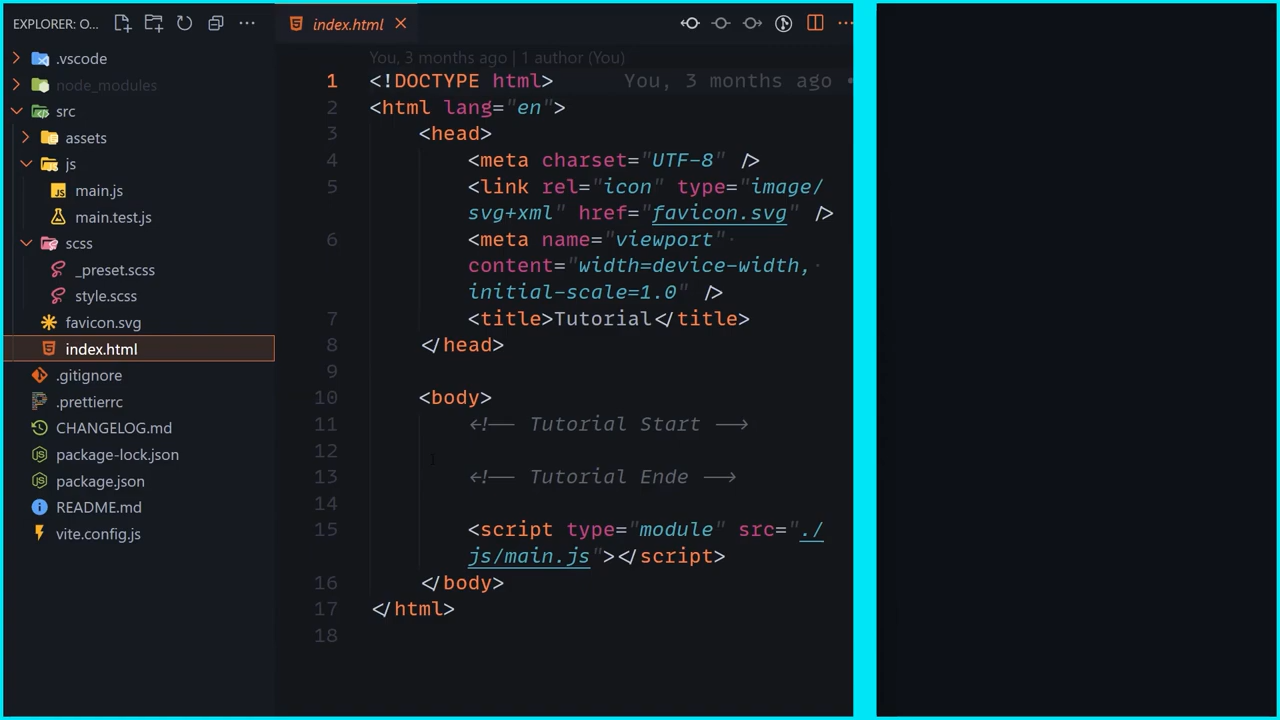 EXPLORER: O...
.vscode
node_modules
src
assets
js
main.js
main.test.js
scss
_preset.scss
style.scss
favicon.svg
index.html
.gitignore
.prettierrc
CHANGELOG.md
package-lock.json
package.json
README.md
vite.config.js
index.html
You, 3 months ago | 1 author (You)
1 <!DOCTYPE html> You, 3 months ago •
2 <html lang="en">
3 <head>
4 <meta charset="UTF-8" />
5 <link rel="icon" type="image/
svg+xml" href="favicon.svg" />
6 <meta name="viewport"
content="width=device-width,
initial-scale=1.0" />
7 <title>Tutorial</title>
8 </head>
9
10 <body>
11 <!-- Tutorial Start -->
12
13 <!-- Tutorial Ende -->
14
15 <script type="module" src="./
js/main.js"></script>
16 </body>
17 </html>
18